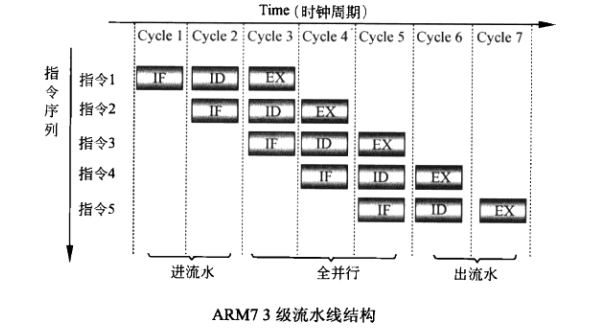 Time (时钟周期)
Cycle 1 Cycle 2 Cycle 3 Cycle 4 Cycle 5 Cycle 6 Cycle 7
指令序列
指令1 IF ID EX
指令2 IF ID EX
指令3 IF ID EX
指令4 IF ID EX
指令5 IF ID EX
进流水 全并行 出流水
ARM7 3 级流水线结构